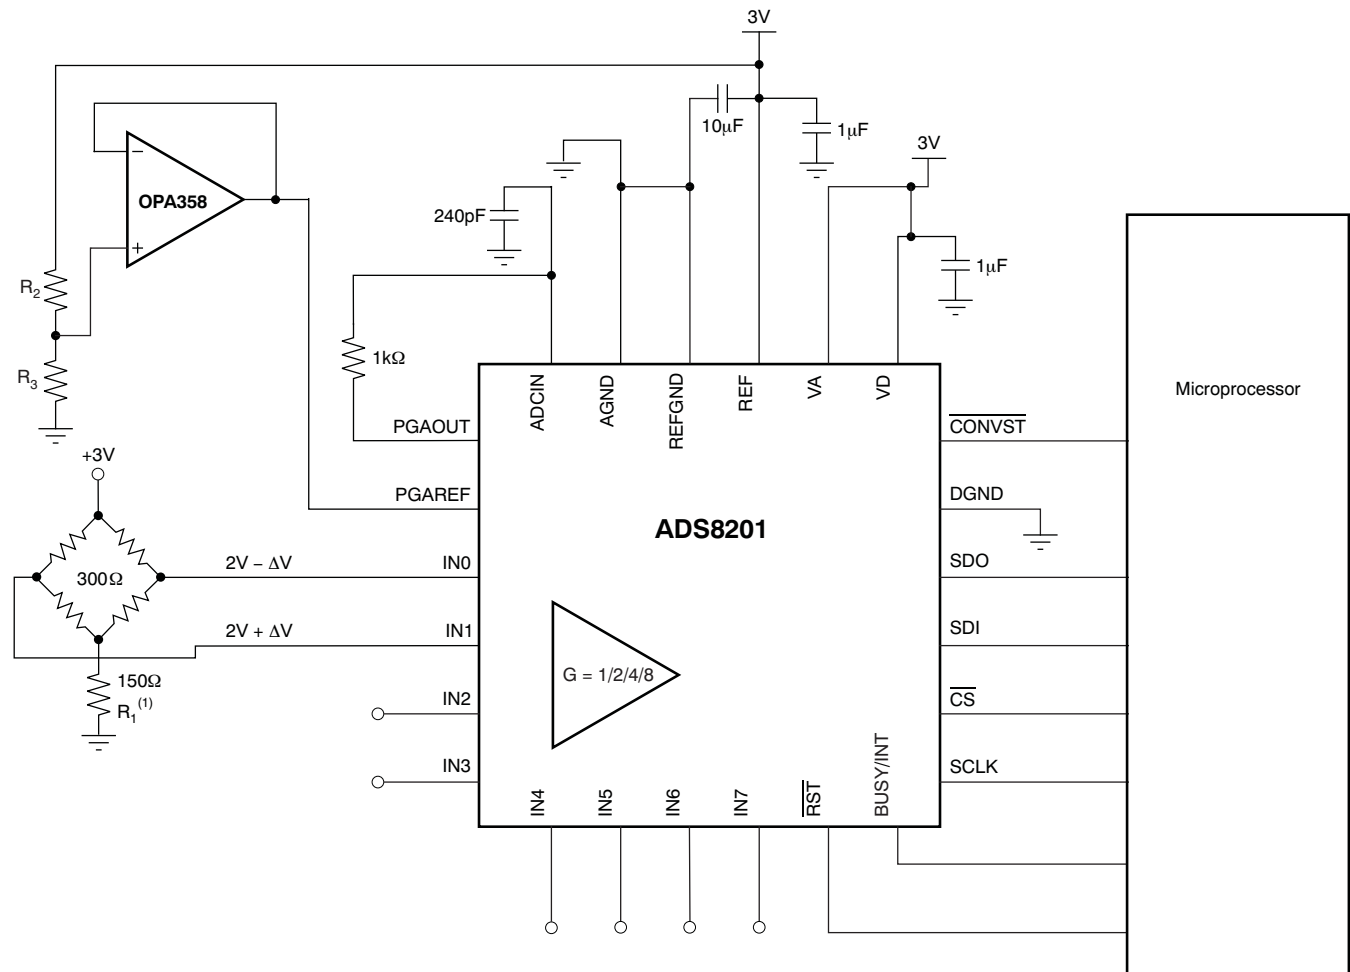 3V
10μF
1μF
3V
−
OPA358
+
240pF
1μF
R2
R3
1kΩ
ADCIN
AGND
REFGND
REF
VA
VD
Microprocessor
PGAOUT
CONVST
+3V
PGAREF
DGND
ADS8201
300Ω
2V − ΔV
IN0
SDO
2V + ΔV
IN1
SDI
G = 1/2/4/8
150Ω
R1(1)
IN2
CS
IN3
SCLK
IN4
IN5
IN6
IN7
RST
BUSY/INT